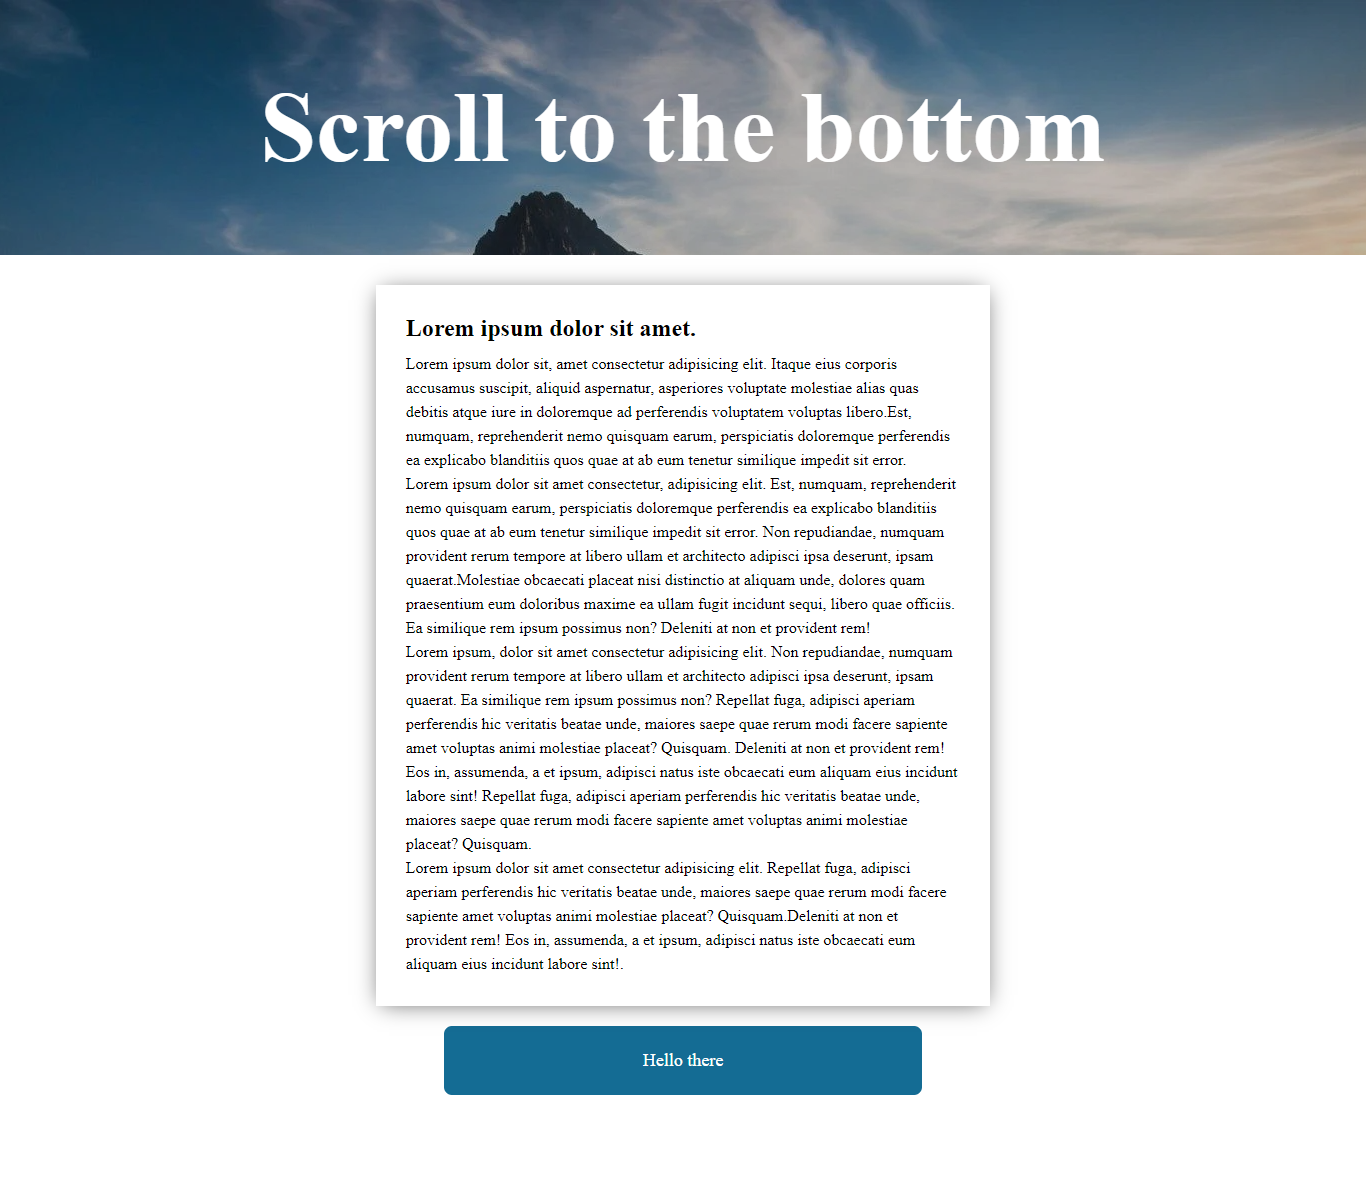 Scroll to the bottom
Lorem ipsum dolor sit amet.
Lorem ipsum dolor sit, amet consectetur adipisicing elit. Itaque eius corporis
accusamus suscipit, aliquid aspernatur, asperiores voluptate molestiae alias quas
debitis atque iure in doloremque ad perferendis voluptatem voluptas libero.Est,
numquam, reprehenderit nemo quisquam earum, perspiciatis doloremque perferendis
ea explicabo blanditiis quos quae at ab eum tenetur similique impedit sit error.
Lorem ipsum dolor sit amet consectetur, adipisicing elit. Est, numquam, reprehenderit
nemo quisquam earum, perspiciatis doloremque perferendis ea explicabo blanditiis
quos quae at ab eum tenetur similique impedit sit error. Non repudiandae, numquam
provident rerum tempore at libero ullam et architecto adipisci ipsa deserunt, ipsam
quaerat.Molestiae obcaecati placeat nisi distinctio at aliquam unde, dolores quam
praesentium eum doloribus maxime ea ullam fugit incidunt sequi, libero quae officiis.
Ea similique rem ipsum possimus non? Deleniti at non et provident rem!
Lorem ipsum, dolor sit amet consectetur adipisicing elit. Non repudiandae, numquam
provident rerum tempore at libero ullam et architecto adipisci ipsa deserunt, ipsam
quaerat. Ea similique rem ipsum possimus non? Repellat fuga, adipisci aperiam
perferendis hic veritatis beatae unde, maiores saepe quae rerum modi facere sapiente
amet voluptas animi molestiae placeat? Quisquam. Deleniti at non et provident rem!
Eos in, assumenda, a et ipsum, adipisci natus iste obcaecati eum aliquam eius incidunt
labore sint! Repellat fuga, adipisci aperiam perferendis hic veritatis beatae unde,
maiores saepe quae rerum modi facere sapiente amet voluptas animi molestiae
placeat? Quisquam.
Lorem ipsum dolor sit amet consectetur adipisicing elit. Repellat fuga, adipisci
aperiam perferendis hic veritatis beatae unde, maiores saepe quae rerum modi facere
sapiente amet voluptas animi molestiae placeat? Quisquam.Deleniti at non et
provident rem! Eos in, assumenda, a et ipsum, adipisci natus iste obcaecati eum
aliquam eius incidunt labore sint!.
Hello there